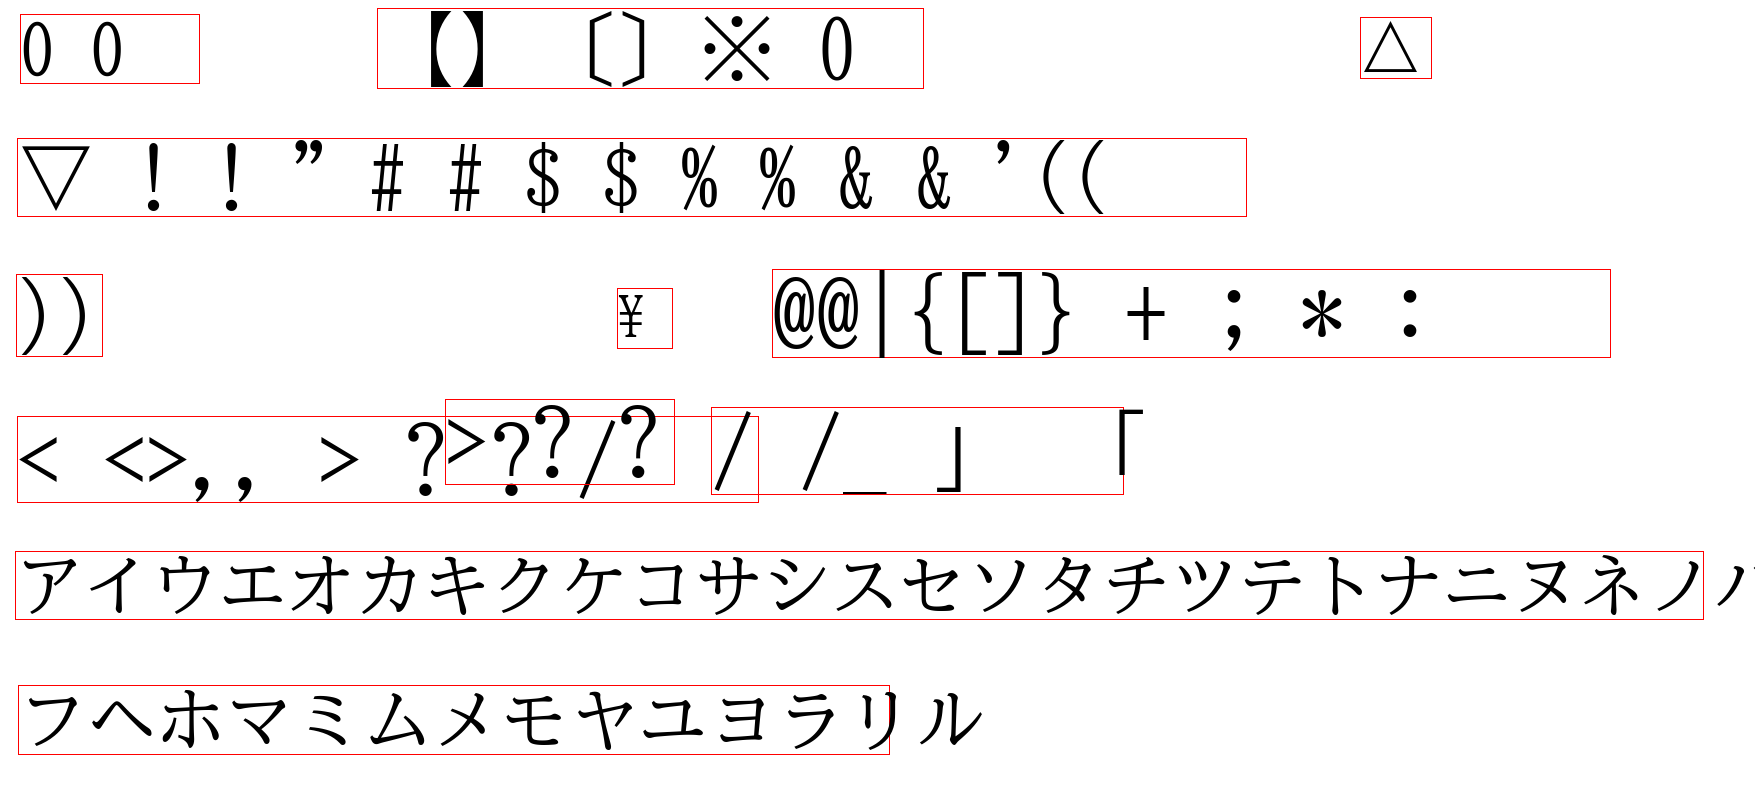 0 0 【】 〔〕 ※ 0 △
▽ ! ! ” # # $ $ % % & & ’ ( (
) ) ¥ @@|{[]} + ; * :
< <>,, > ?>??/? / /_ 」 「
アイウエオカキクケコサシスセソタチツテトナニヌネノ
フヘホマミムメモヤユヨラリル